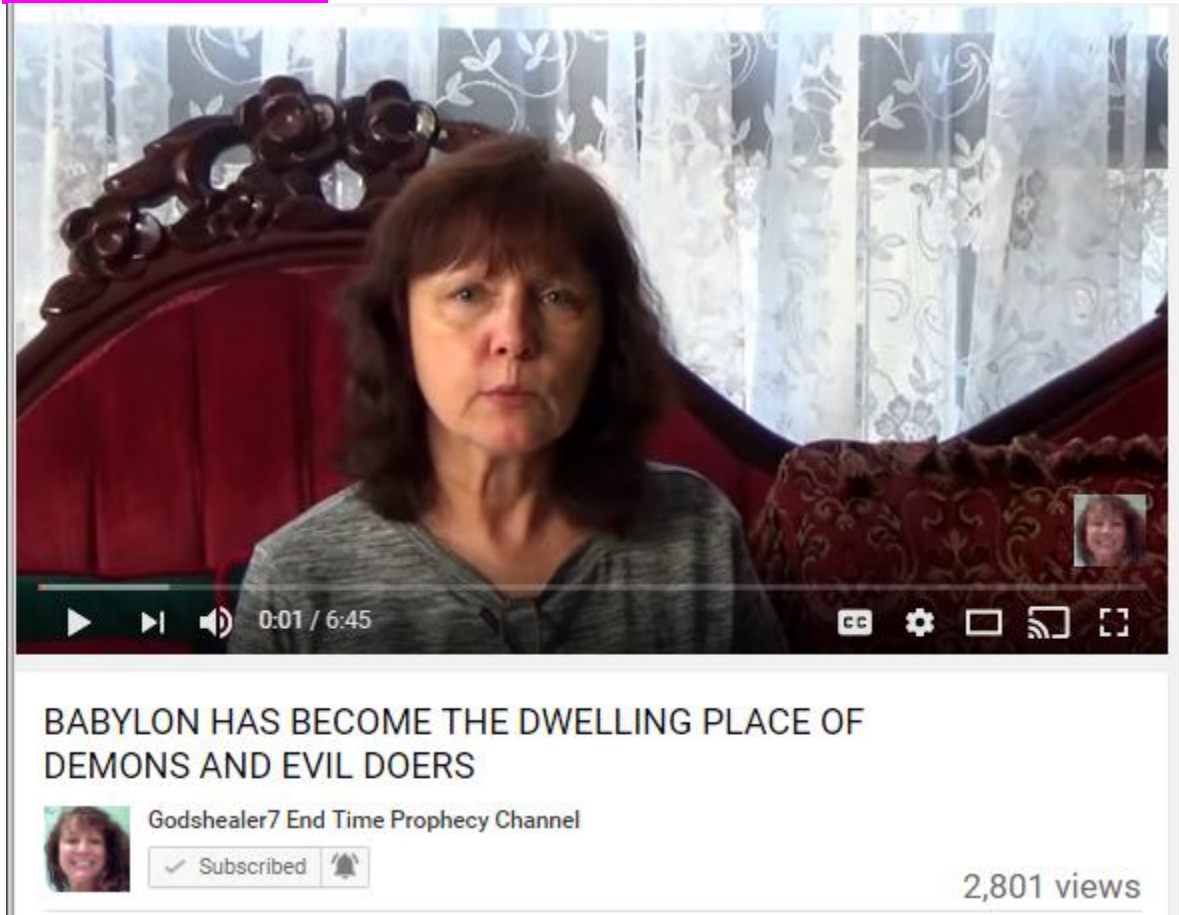 0:01 / 6:45
CC
BABYLON HAS BECOME THE DWELLING PLACE OF
DEMONS AND EVIL DOERS
Godshealer7 End Time Prophecy Channel
Subscribed
2,801 views